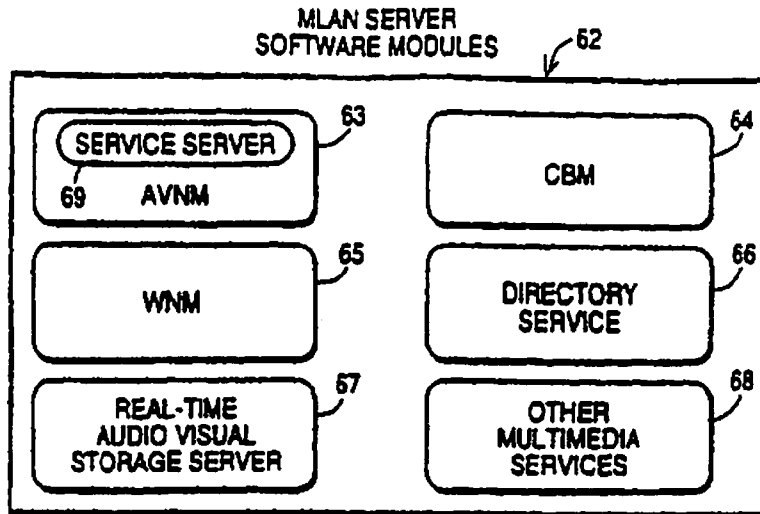 MLAN SERVER
SOFTWARE MODULES
62
SERVICE SERVER
63
69
AVNM
CBM
64
WNM
65
DIRECTORY
SERVICE
66
REAL-TIME
AUDIO VISUAL
STORAGE SERVER
67
OTHER
MULTIMEDIA
SERVICES
68